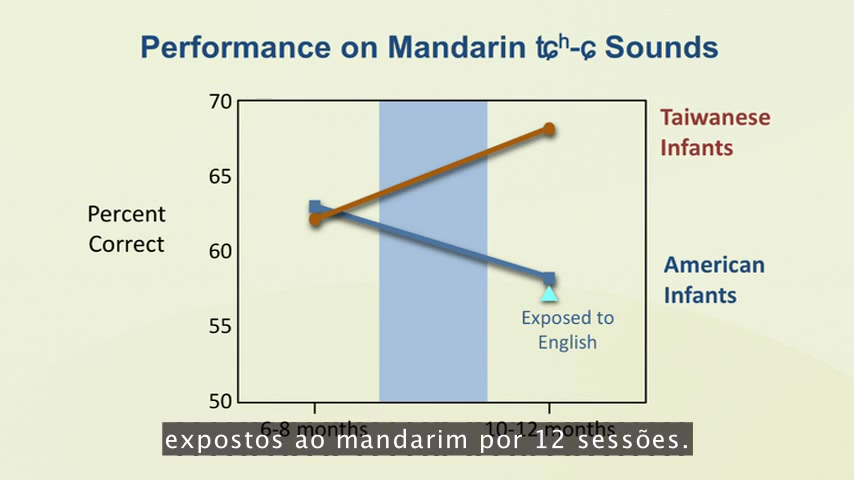 Performance on Mandarin tɕʰ-ɕ Sounds
70
65
60
55
50
Percent
Correct
Taiwanese
Infants
American
Infants
Exposed to
English
6-8 months
10-12 months
expostos ao mandarim por 12 sessões.